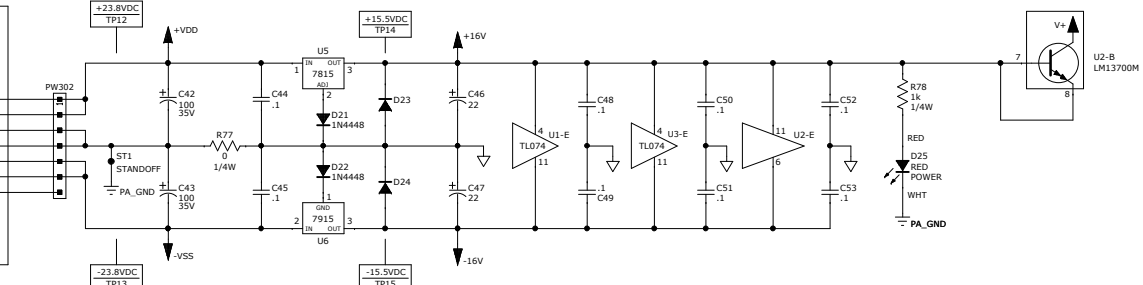 +23.8VDC
TP12
+VDD
PW302
1
C42
100
35V
C43
100
35V
ST1
STANDOFF
PA_GND
-VSS
-23.8VDC
TP13
R77
0
1/4W
C44
.1
C45
.1
U5
IN OUT
7815
ADJ
1
3
2
D21
1N4448
D22
1N4448
1
GND
7915
IN OUT
2
3
U6
+15.5VDC
TP14
D23
D24
-15.5VDC
TP15
+16V
C46
22
C47
22
-16V
4
U1-E
TL074
11
C48
.1
.1
C49
4
U3-E
TL074
11
C50
.1
C51
.1
11
U2-E
6
C52
.1
C53
.1
R78
1k
1/4W
RED
D25
RED
POWER
WHT
PA_GND
V+
7
8
U2-B
LM13700M